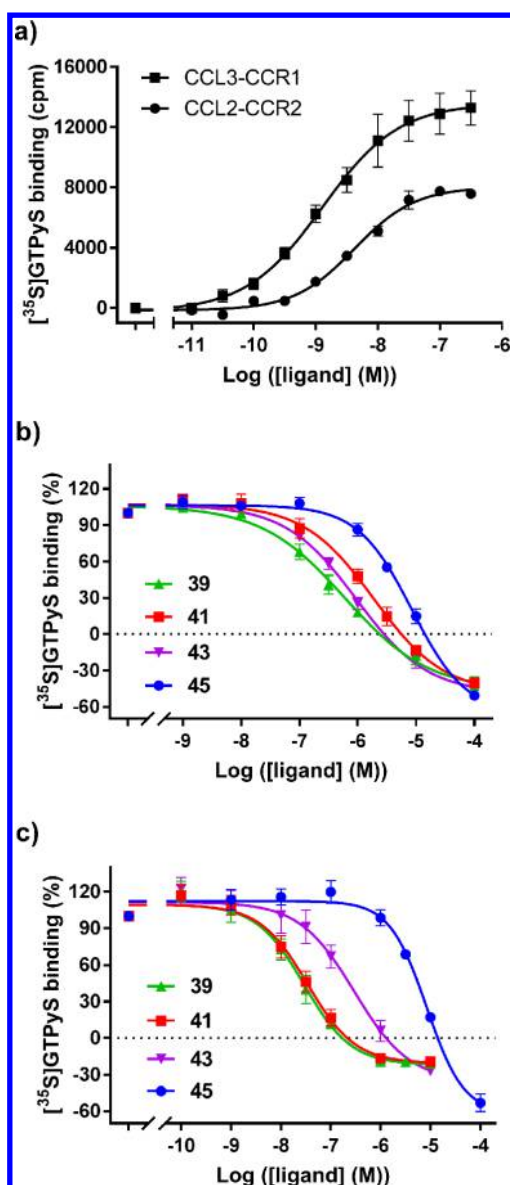 a)
[35S]GTPyS binding (cpm)
16000
12000
8000
4000
0
CCL3-CCR1
CCL2-CCR2
-11 -10 -9 -8 -7 -6
Log ([ligand] (M))
b)
[35S]GTPyS binding (%)
120
90
60
30
0
-30
-60
39
41
43
45
-9 -8 -7 -6 -5 -4
Log ([ligand] (M))
c)
[35S]GTPyS binding (%)
120
90
60
30
0
-30
-60
39
41
43
45
-10 -9 -8 -7 -6 -5 -4
Log ([ligand] (M))